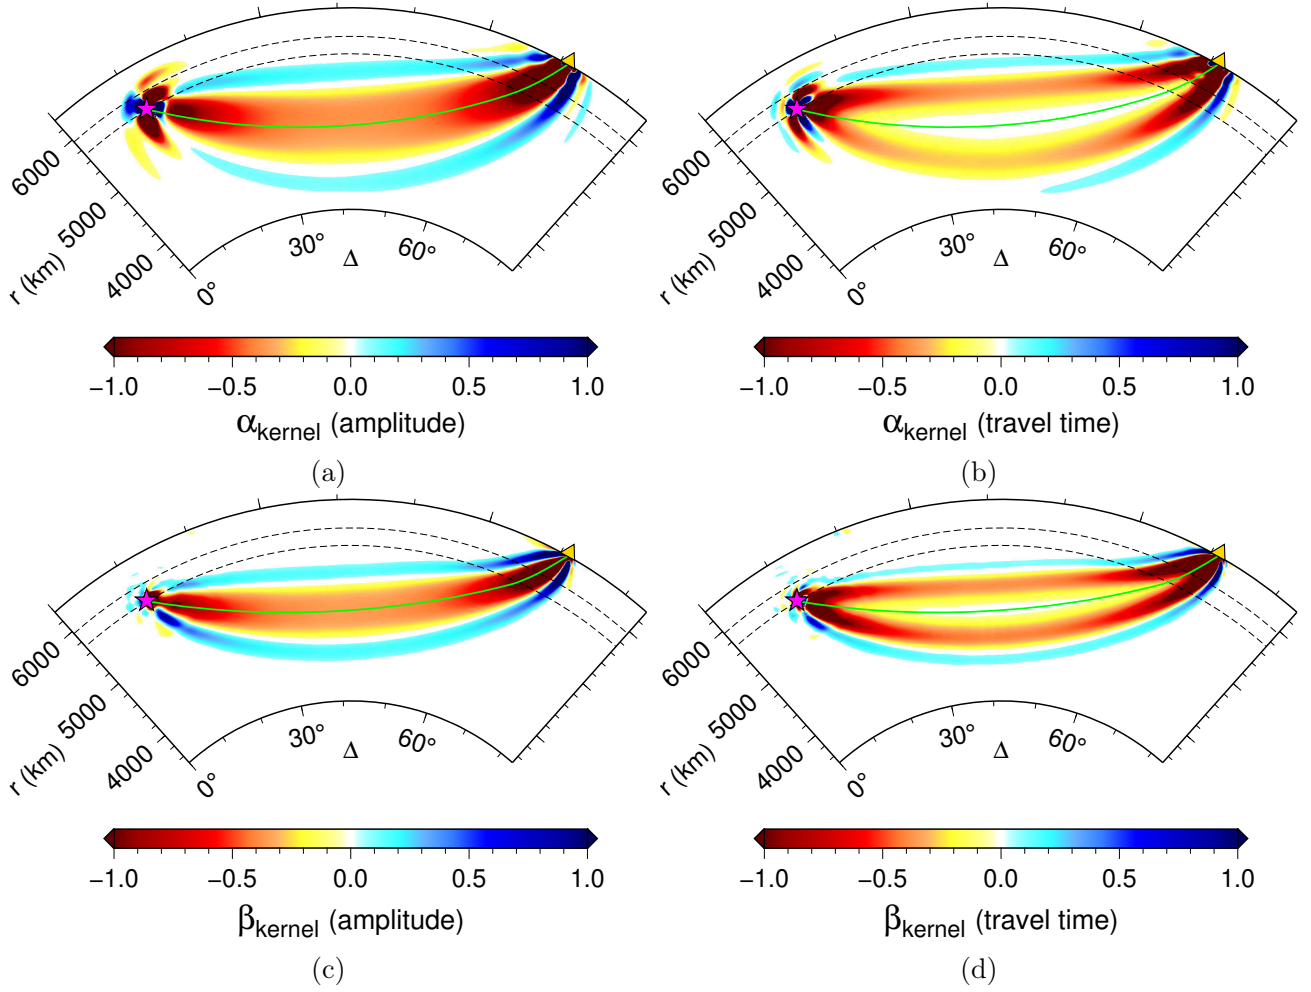 6000
5000
4000
r (km)
0°
30°
Δ
60°
−1.0 −0.5 0.0 0.5 1.0
αkernel (amplitude)
(a)
6000
5000
4000
r (km)
0°
30°
Δ
60°
−1.0 −0.5 0.0 0.5 1.0
αkernel (travel time)
(b)
6000
5000
4000
r (km)
0°
30°
Δ
60°
−1.0 −0.5 0.0 0.5 1.0
βkernel (amplitude)
(c)
6000
5000
4000
r (km)
0°
30°
Δ
60°
−1.0 −0.5 0.0 0.5 1.0
βkernel (travel time)
(d)